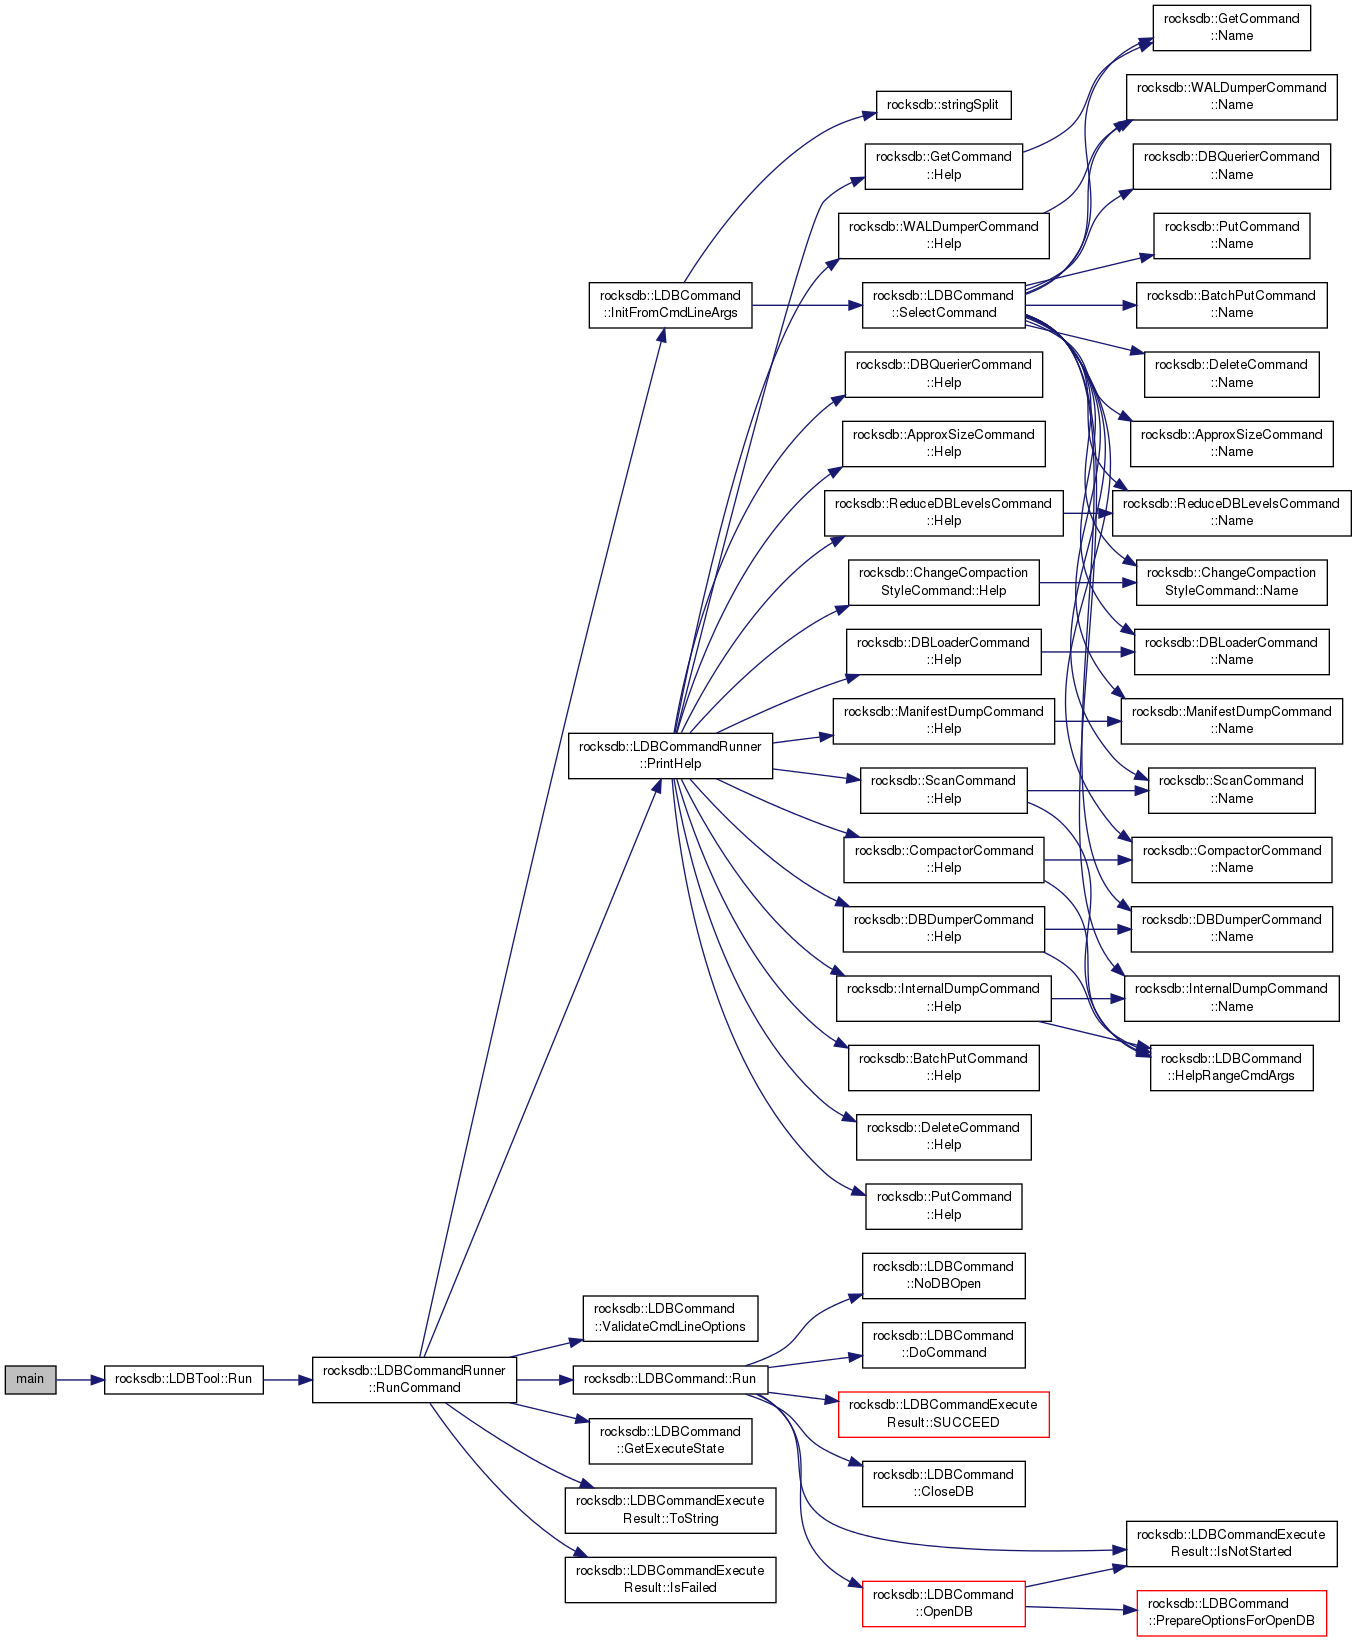 main
rocksdb::LDBTool::Run
rocksdb::LDBCommandRunner
::RunCommand
rocksdb::LDBCommand
::InitFromCmdLineArgs
rocksdb::LDBCommandRunner
::PrintHelp
rocksdb::LDBCommand
::ValidateCmdLineOptions
rocksdb::LDBCommand::Run
rocksdb::LDBCommand
::GetExecuteState
rocksdb::LDBCommandExecute
Result::ToString
rocksdb::LDBCommandExecute
Result::IsFailed
rocksdb::stringSplit
rocksdb::GetCommand
::Help
rocksdb::WALDumperCommand
::Help
rocksdb::LDBCommand
::SelectCommand
rocksdb::DBQuerierCommand
::Help
rocksdb::ApproxSizeCommand
::Help
rocksdb::ReduceDBLevelsCommand
::Help
rocksdb::ChangeCompaction
StyleCommand::Help
rocksdb::DBLoaderCommand
::Help
rocksdb::ManifestDumpCommand
::Help
rocksdb::ScanCommand
::Help
rocksdb::CompactorCommand
::Help
rocksdb::DBDumperCommand
::Help
rocksdb::InternalDumpCommand
::Help
rocksdb::BatchPutCommand
::Help
rocksdb::DeleteCommand
::Help
rocksdb::PutCommand
::Help
rocksdb::LDBCommand
::NoDBOpen
rocksdb::LDBCommand
::DoCommand
rocksdb::LDBCommandExecute
Result::SUCCEED
rocksdb::LDBCommand
::CloseDB
rocksdb::LDBCommand
::OpenDB
rocksdb::GetCommand
::Name
rocksdb::WALDumperCommand
::Name
rocksdb::DBQuerierCommand
::Name
rocksdb::PutCommand
::Name
rocksdb::BatchPutCommand
::Name
rocksdb::DeleteCommand
::Name
rocksdb::ApproxSizeCommand
::Name
rocksdb::ReduceDBLevelsCommand
::Name
rocksdb::ChangeCompaction
StyleCommand::Name
rocksdb::DBLoaderCommand
::Name
rocksdb::ManifestDumpCommand
::Name
rocksdb::ScanCommand
::Name
rocksdb::CompactorCommand
::Name
rocksdb::DBDumperCommand
::Name
rocksdb::InternalDumpCommand
::Name
rocksdb::LDBCommand
::HelpRangeCmdArgs
rocksdb::LDBCommandExecute
Result::IsNotStarted
rocksdb::LDBCommand
::PrepareOptionsForOpenDB